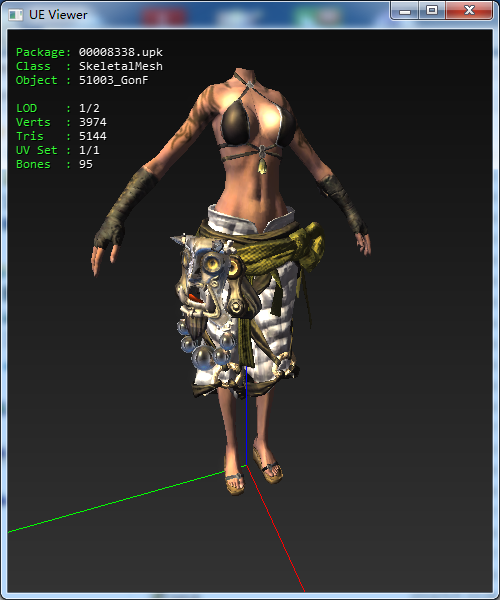 UE Viewer
Package: 00008338.upk
Class : SkeletalMesh
Object : 51003_GonF
LOD : 1/2
Verts : 3974
Tris : 5144
UV Set : 1/1
Bones : 95